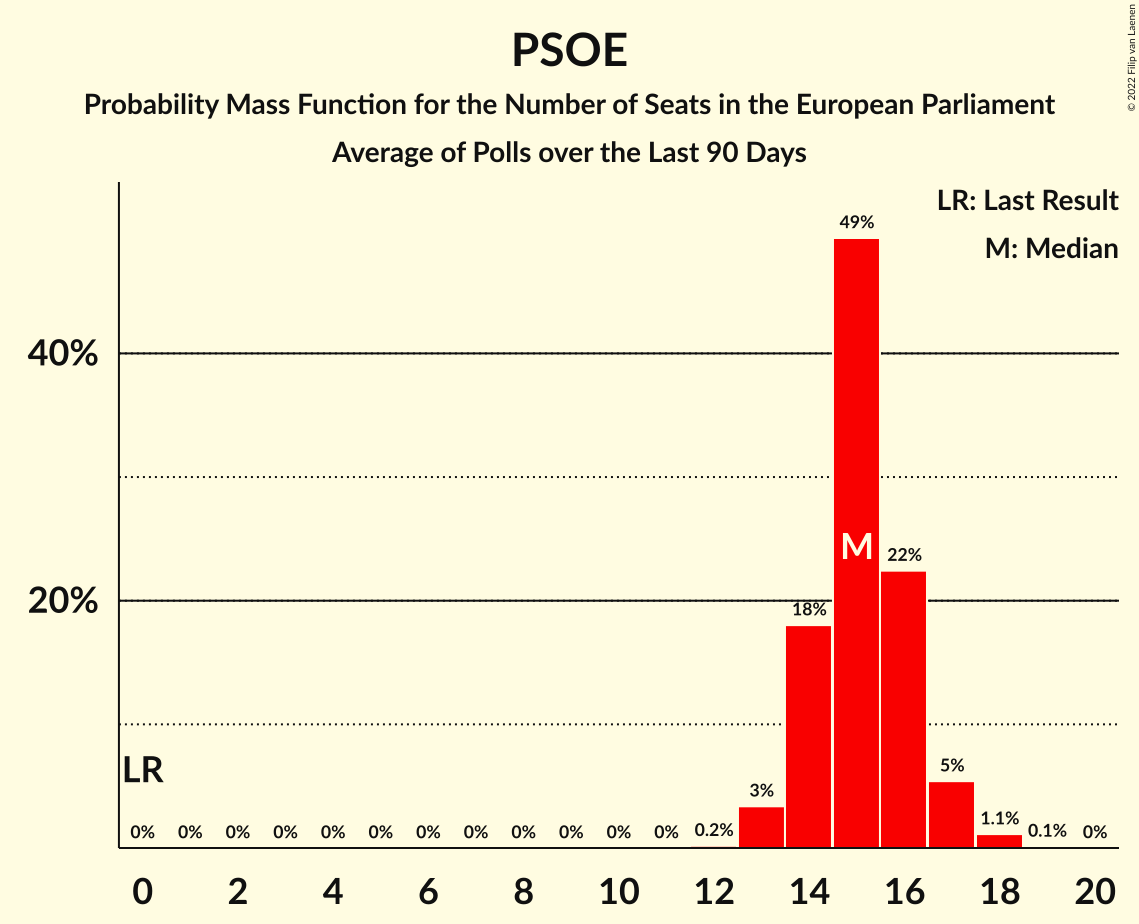 PSOE
Probability Mass Function for the Number of Seats in the European Parliament
Average of Polls over the Last 90 Days
© 2022 Filip van Laenen
LR: Last Result
M: Median
49%
40%
M
22%
20%
18%
LR
5%
3%
1.1%
0% 0% 0% 0% 0% 0% 0% 0% 0% 0% 0% 0% 0.2% 0.1% 0%
0 2 4 6 8 10 12 14 16 18 20